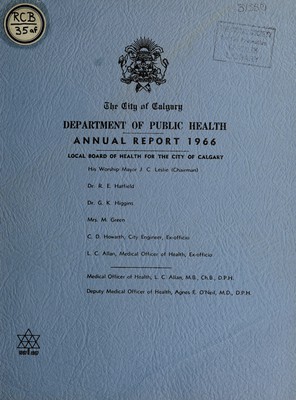 RCB
35 af
The City of Calgary
DEPARTMENT OF PUBLIC HEALTH
ANNUAL REPORT 1966
LOCAL BOARD OF HEALTH FOR THE CITY OF CALGARY
His Worship Mayor J. C. Leslie (Chairman)
Dr. R. E. Hatfield
Dr. G. R. Higgin
Mrs. M. Green
C. D. Howarth, City Engineer, Ex-officio
L. C. Allan, Medical Officer of Health, Ex-officio
Medical Officer of Health, L. C. Allan, M.B., Ch.B., D.P.H.
Deputy Medical Officer of Health, Agnes E. O'Neil, M.D., D.P.H.